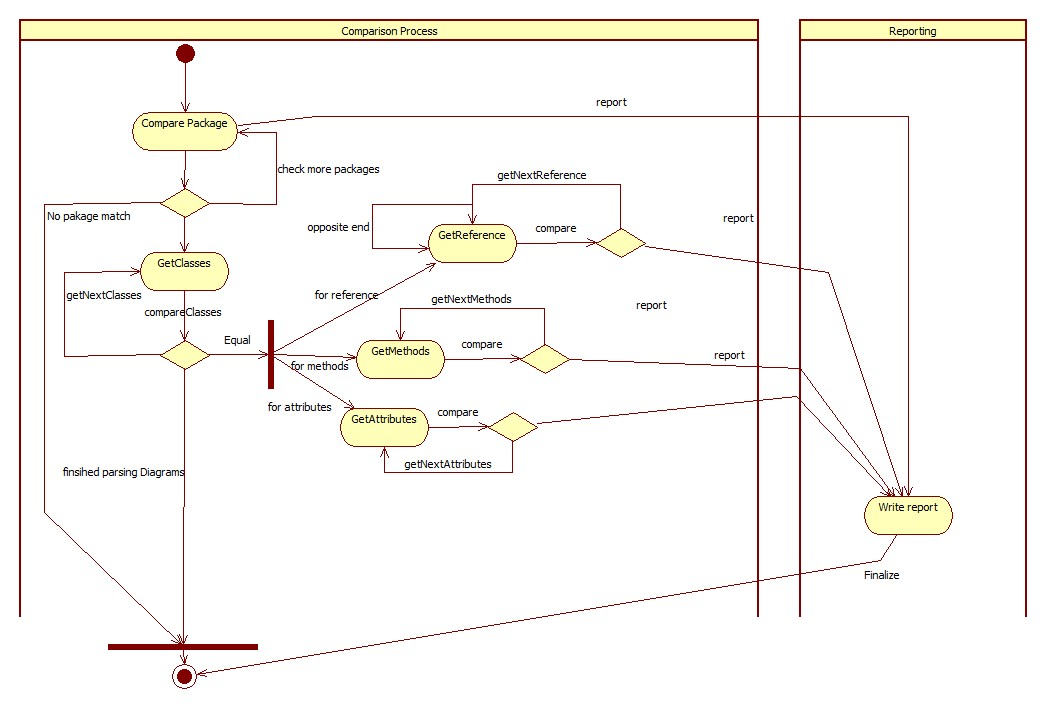 Comparison Process
Reporting
report
Compare Package
check more packages
getNextReference
No pakage match
report
opposite end
GetReference
compare
GetClasses
getNextClasses
for reference
getNextMethods
report
compareClasses
Equal
compare
GetMethods
report
for methods
for attributes
compare
GetAttributes
getNextAttributes
finsihed parsing Diagrams
Write report
Finalize